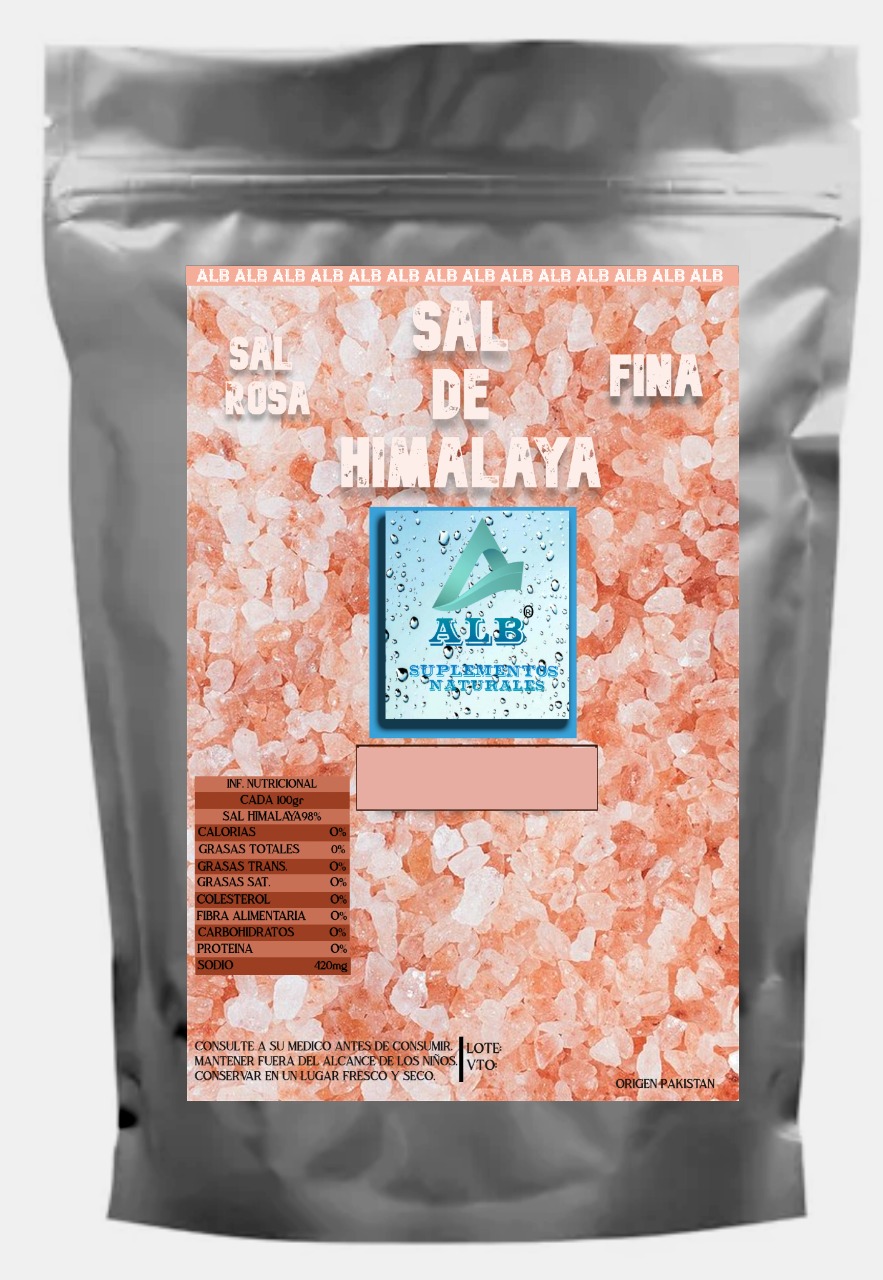 ALB ALB ALB ALB ALB ALB ALB ALB ALB ALB ALB ALB ALB ALB
SAL
DE
HIMALAYA
SAL
ROSA
FINA
ALB®
SUPLEMENTOS
NATURALES
INF. NUTRICIONAL
CADA 100gr
SAL HIMALAYA98%
CALORIAS 0%
GRASAS TOTALES 0%
GRASAS TRANS. 0%
GRASAS SAT. 0%
COLESTEROL 0%
FIBRA ALIMENTARIA 0%
CARBOHIDRATOS 0%
PROTEINA 0%
SODIO 420mg
CONSULTE A SU MEDICO ANTES DE CONSUMIR.
MANTENER FUERA DEL ALCANCE DE LOS NIÑOS.
CONSERVAR EN UN LUGAR FRESCO Y SECO.
LOTE:
V.TO:
ORIGEN-PAKISTAN